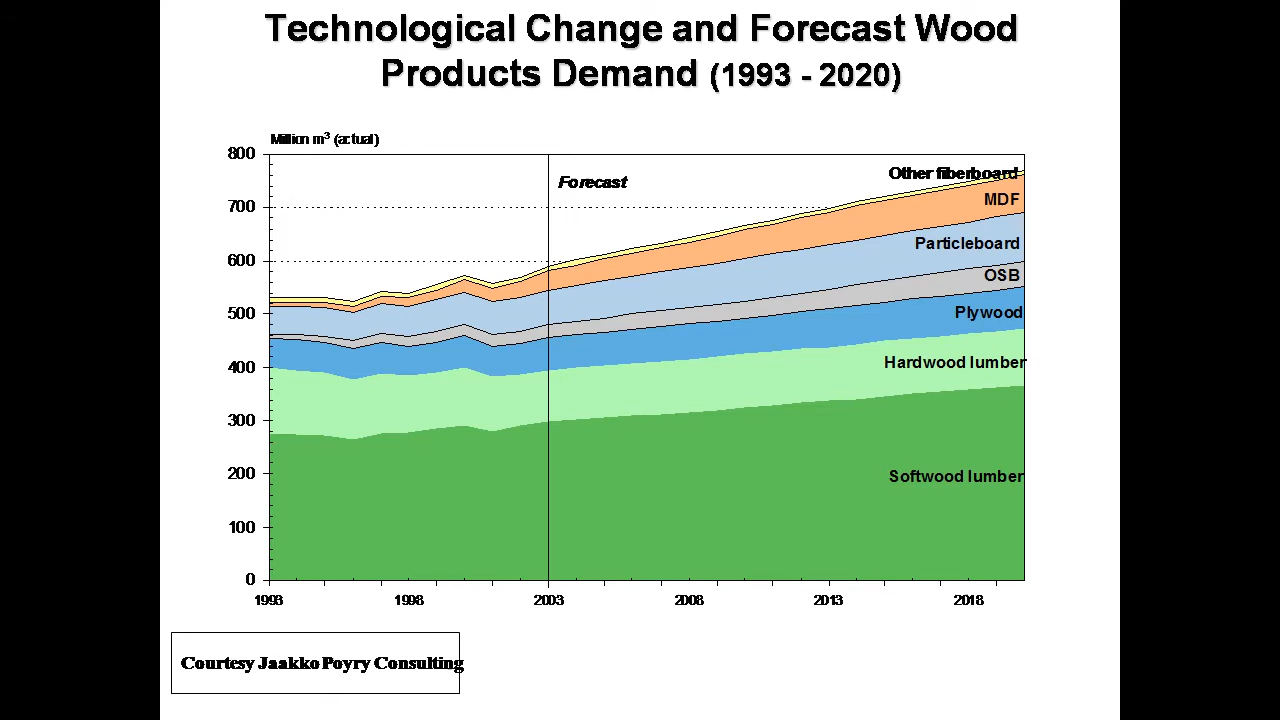 Technological Change and Forecast Wood
Products Demand (1993 - 2020)
Million m³ (actual)
800
Forecast
Other fiberboard
700
MDF
Particleboard
600
OSB
500
Plywood
400
Hardwood lumber
300
200
Softwood lumber
100
0
1993 1998 2003 2008 2013 2018
Courtesy Jaakko Poyry Consulting